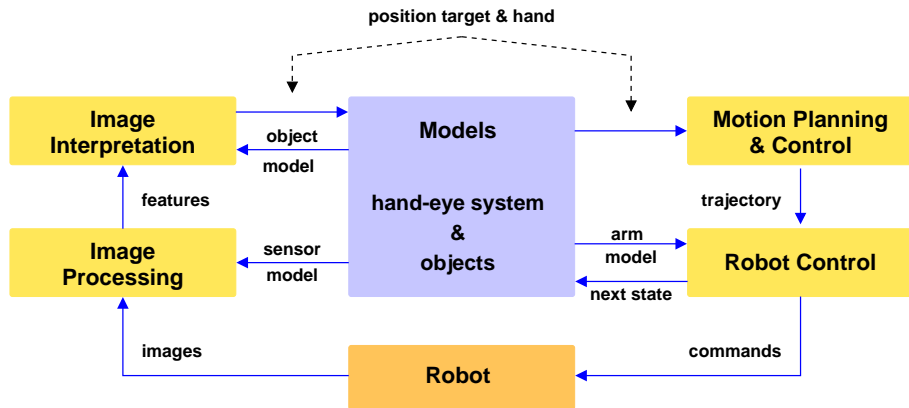 position target & hand
Image
Interpretation
object
model
Models
hand-eye system
&
objects
Motion Planning
& Control
features
trajectory
Image
Processing
sensor
model
arm
model
next state
Robot Control
images
Robot
commands